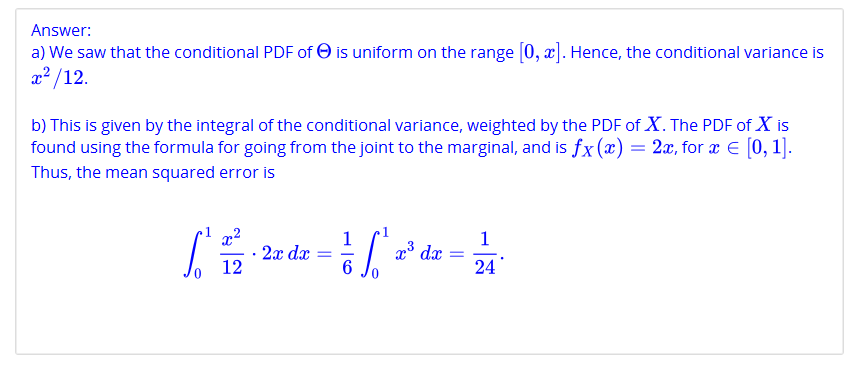 Answer:
a) We saw that the conditional PDF of Θ is uniform on the range [0, x]. Hence, the conditional variance is
x²/12.
b) This is given by the integral of the conditional variance, weighted by the PDF of X. The PDF of X is
found using the formula for going from the joint to the marginal, and is f_X(x) = 2x, for x ∈ [0, 1].
Thus, the mean squared error is
∫₀¹ x²/12 · 2x dx = 1/6 ∫₀¹ x³ dx = 1/24.